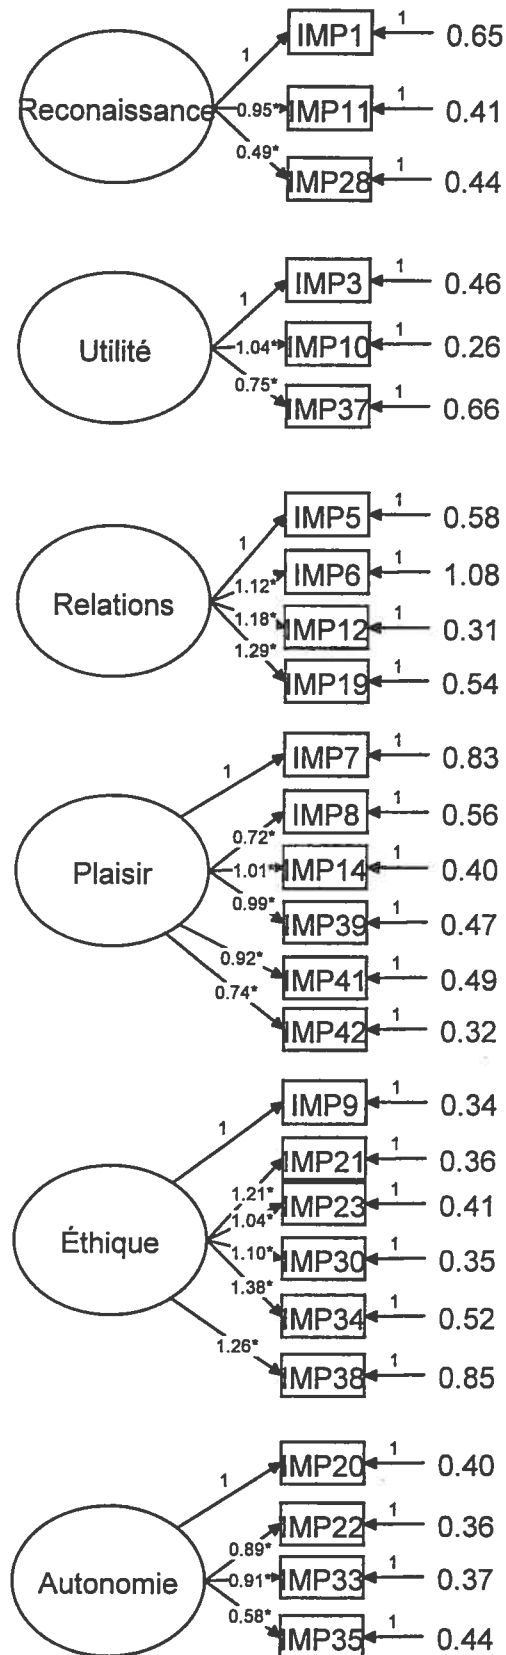 1 IMP1 1 0.65
Reconaissance 0.95* IMP11 1 0.41
0.49* IMP28 1 0.44
1 IMP3 1 0.46
Utilité 1.04* IMP10 1 0.26
0.75* IMP37 1 0.66
1 IMP5 1 0.58
1.12* IMP6 1 1.08
Relations 1.18* IMP12 1 0.31
1.29* IMP19 1 0.54
1 IMP7 1 0.83
0.72* IMP8 1 0.56
Plaisir 1.01* IMP14 1 0.40
0.99* IMP39 1 0.47
0.92* IMP41 1 0.49
0.74* IMP42 1 0.32
1 IMP9 1 0.34
1.21* IMP21 1 0.36
1.04* IMP23 1 0.41
Éthique 1.10* IMP30 1 0.35
1.38* IMP34 1 0.52
1.26* IMP38 1 0.85
1 IMP20 1 0.40
0.89* IMP22 1 0.36
Autonomie 0.91* IMP33 1 0.37
0.58* IMP35 1 0.44